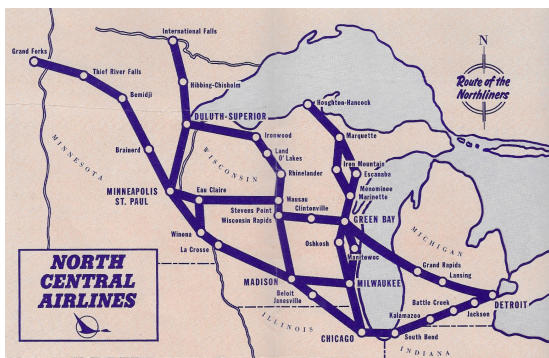 International Falls
Grand Forks
N
Thief River Falls
Hibbing-Chisholm
Route of the
Northliners
Bemidji
Houghton-Hancock
DULUTH-SUPERIOR
Ironwood
Marquette
MINNESOTA
Brainerd
Land
O'Lakes
WISCONSIN
Iron Mountain
Escanaba
Rhinelander
MINNEAPOLIS
ST. PAUL
Eau Claire
Wausau
Menominee
Marinette
Stevens Point
Wisconsin Rapids
Clintonville
GREEN BAY
Winona
La Crosse
Oshkosh
Manitowoc
MICHIGAN
Grand Rapids
Lansing
NORTH
CENTRAL
AIRLINES
MADISON
MILWAUKEE
Beloit
Janesville
Battle Creek
DETROIT
Kalamazoo
Jackson
ILLINOIS
CHICAGO
South Bend
INDIANA